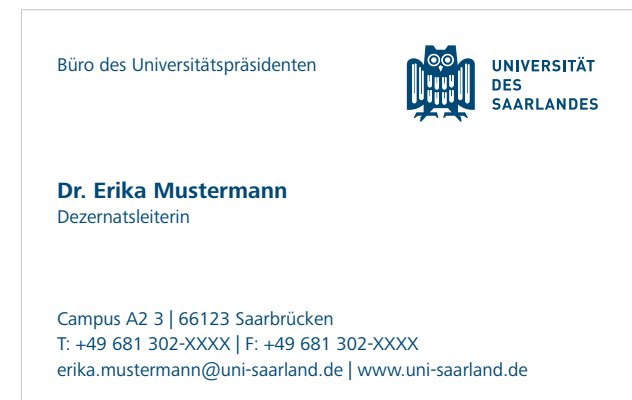 Büro des Universitätspräsidenten
UNIVERSITÄT
DES
SAARLANDES
Dr. Erika Mustermann
Dezernatsleiterin
Campus A2 3 | 66123 Saarbrücken
T: +49 681 302-XXXX | F: +49 681 302-XXXX
erika.mustermann@uni-saarland.de | www.uni-saarland.de